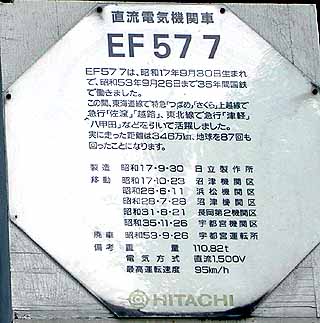 直流電気機関車
EF57 7
EF57 7は、昭和17年9月30日生まれ
で、昭和53年9月26日まで36年間国鉄
で働きました。
この間、東海道線で特急「つばめ」「さくら」上越線で
急行「佐渡」「越路」、東北線で急行「津軽」
「八甲田」などを引いて活躍しました。
実に走った距離は346万㎞、地球を87回も
回ったことになります。
製造 昭和17-9-30 日立製作所
移動 昭和17-10-23 沼津機関区
昭和26-6-11 浜松機関区
昭和28-7-28 沼津機関区
昭和31-8-21 長岡第2機関区
昭和35-11-26 宇都宮機関区
廃車 昭和53-9-26 宇都宮運転所
備考 重量 110.82t
電気方式 直流1,500V
最高運転速度 95㎞/h
HITACHI